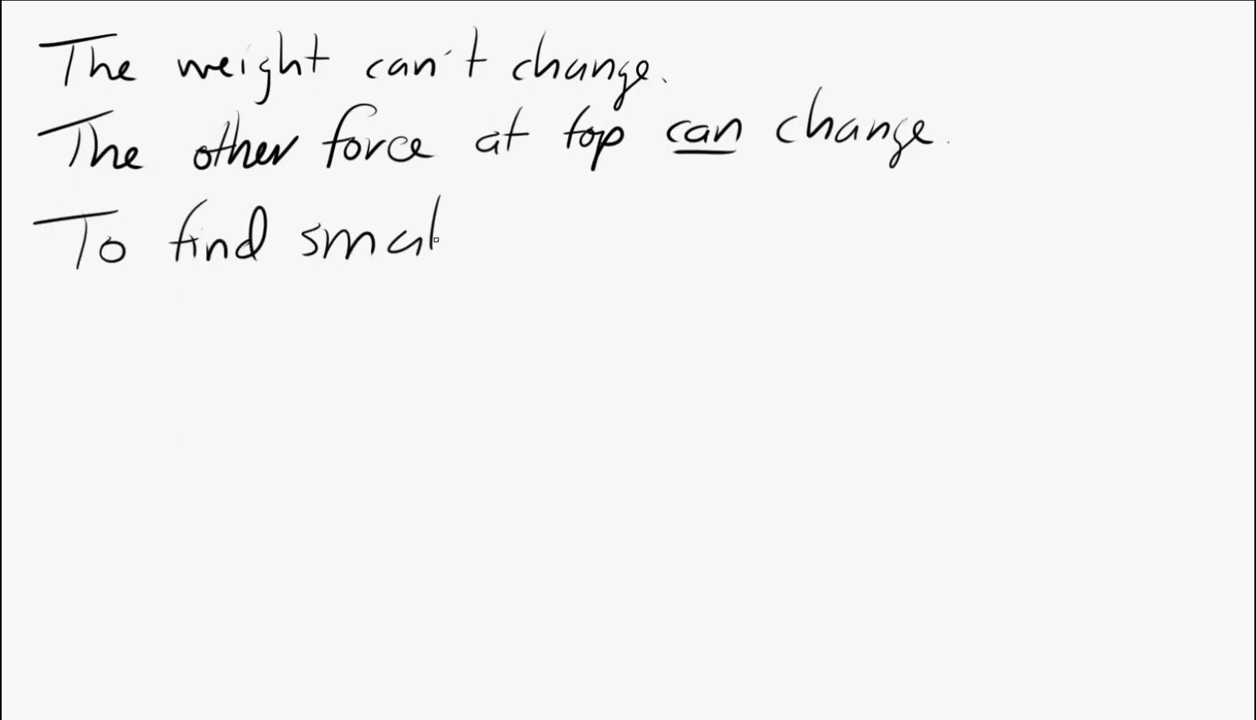 The weight can't change.
The other force at top can change.
To find smal